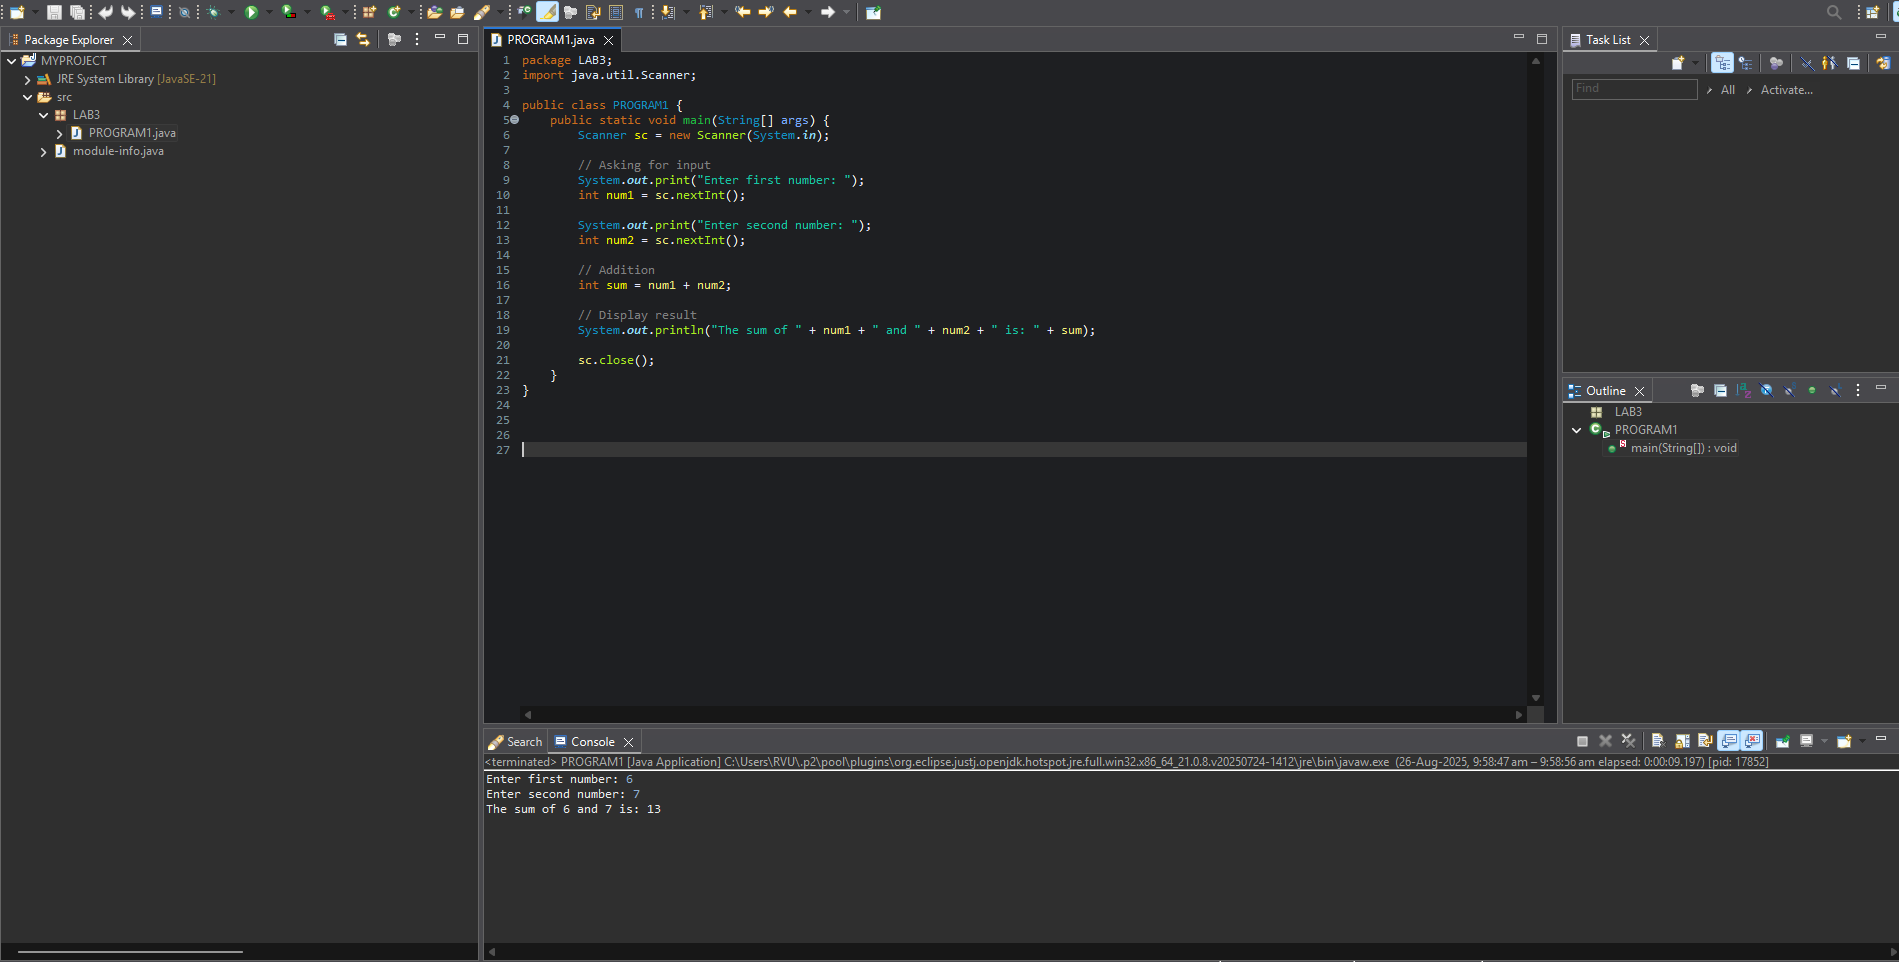 Package Explorer
MYPROJECT
JRE System Library [JavaSE-21]
src
LAB3
PROGRAM1.java
module-info.java
PROGRAM1.java
1 package LAB3;
2 import java.util.Scanner;
3
4 public class PROGRAM1 {
5     public static void main(String[] args) {
6         Scanner sc = new Scanner(System.in);
7
8         // Asking for input
9         System.out.print("Enter first number: ");
10         int num1 = sc.nextInt();
11
12         System.out.print("Enter second number: ");
13         int num2 = sc.nextInt();
14
15         // Addition
16         int sum = num1 + num2;
17
18         // Display result
19         System.out.println("The sum of " + num1 + " and " + num2 + " is: " + sum);
20
21         sc.close();
22     }
23 }
24
25
26
27
Task List
Find
All
Activate...
Outline
LAB3
PROGRAM1
main(String[]) : void
Search
Console
<terminated> PROGRAM1 [Java Application] C:\Users\RVU\.p2\pool\plugins\org.eclipse.justj.openjdk.hotspot.jre.full.win32.x86_64_21.0.8.v20250724-1412\jre\bin\javaw.exe (26-Aug-2025, 9:58:47 am – 9:58:56 am elapsed: 0:00:09.197) [pid: 17852]
Enter first number: 6
Enter second number: 7
The sum of 6 and 7 is: 13